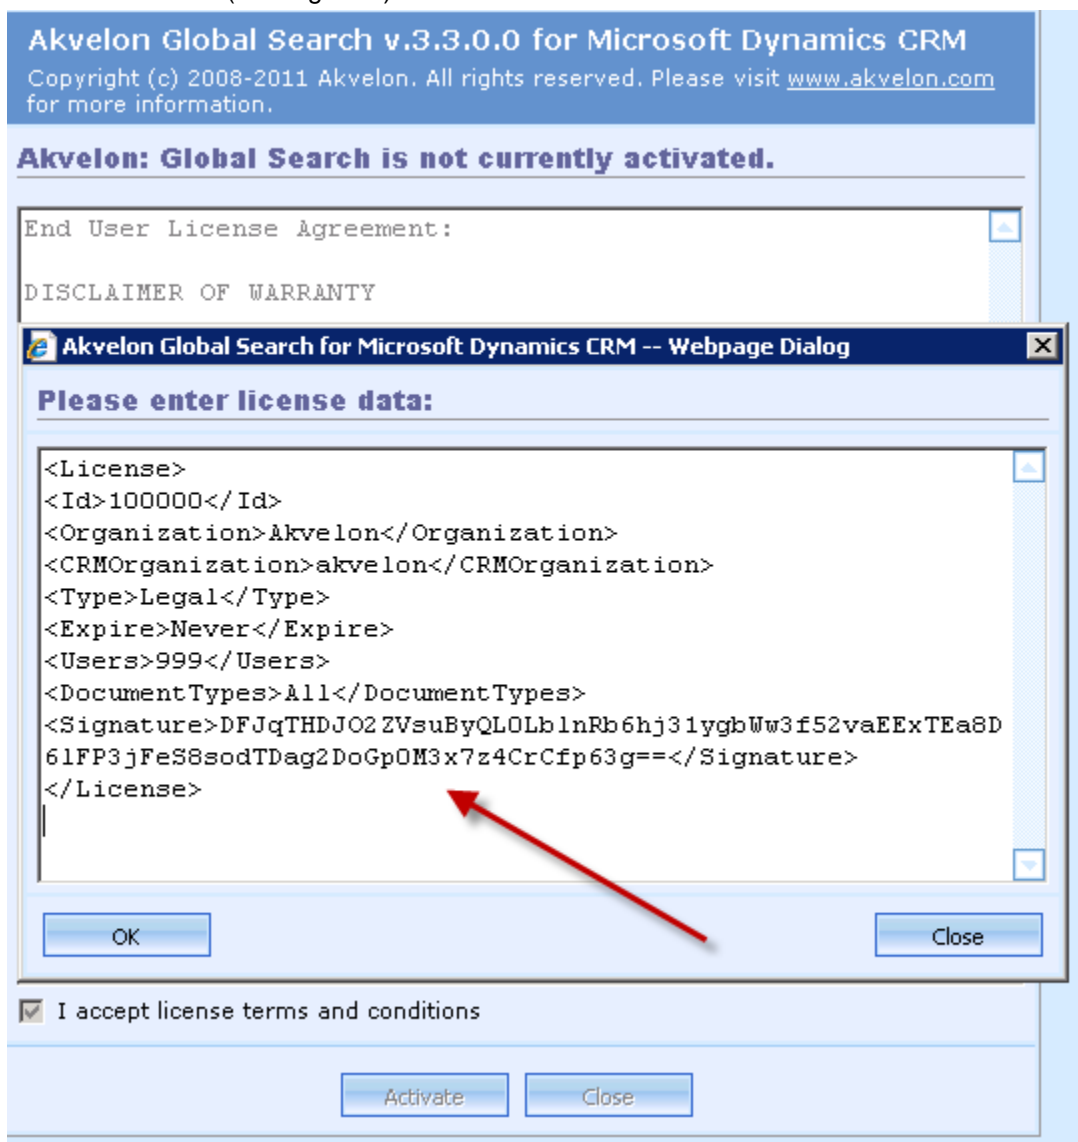 Akvelon Global Search v.3.3.0.0 for Microsoft Dynamics CRM
Copyright (c) 2008-2011 Akvelon. All rights reserved. Please visit www.akvelon.com
for more information.
Akvelon: Global Search is not currently activated.
End User License Agreement:
DISCLAIMER OF WARRANTY
Akvelon Global Search for Microsoft Dynamics CRM -- Webpage Dialog
Please enter license data:
<License>
<Id>100000</Id>
<Organization>Akvelon</Organization>
<CRMOrganization>akvelon</CRMOrganization>
<Type>Legal</Type>
<Expire>Never</Expire>
<Users>999</Users>
<DocumentTypes>All</DocumentTypes>
<Signature>DFJqTHDJO2ZVsuByQL0LblnRb6hj31ygbWw3f52vaEExTEa8D
6lFP3jFeS8sodTDag2DoGp0M3x7z4CrCfp63g==</Signature>
</License>
OK
Close
I accept license terms and conditions
Activate
Close